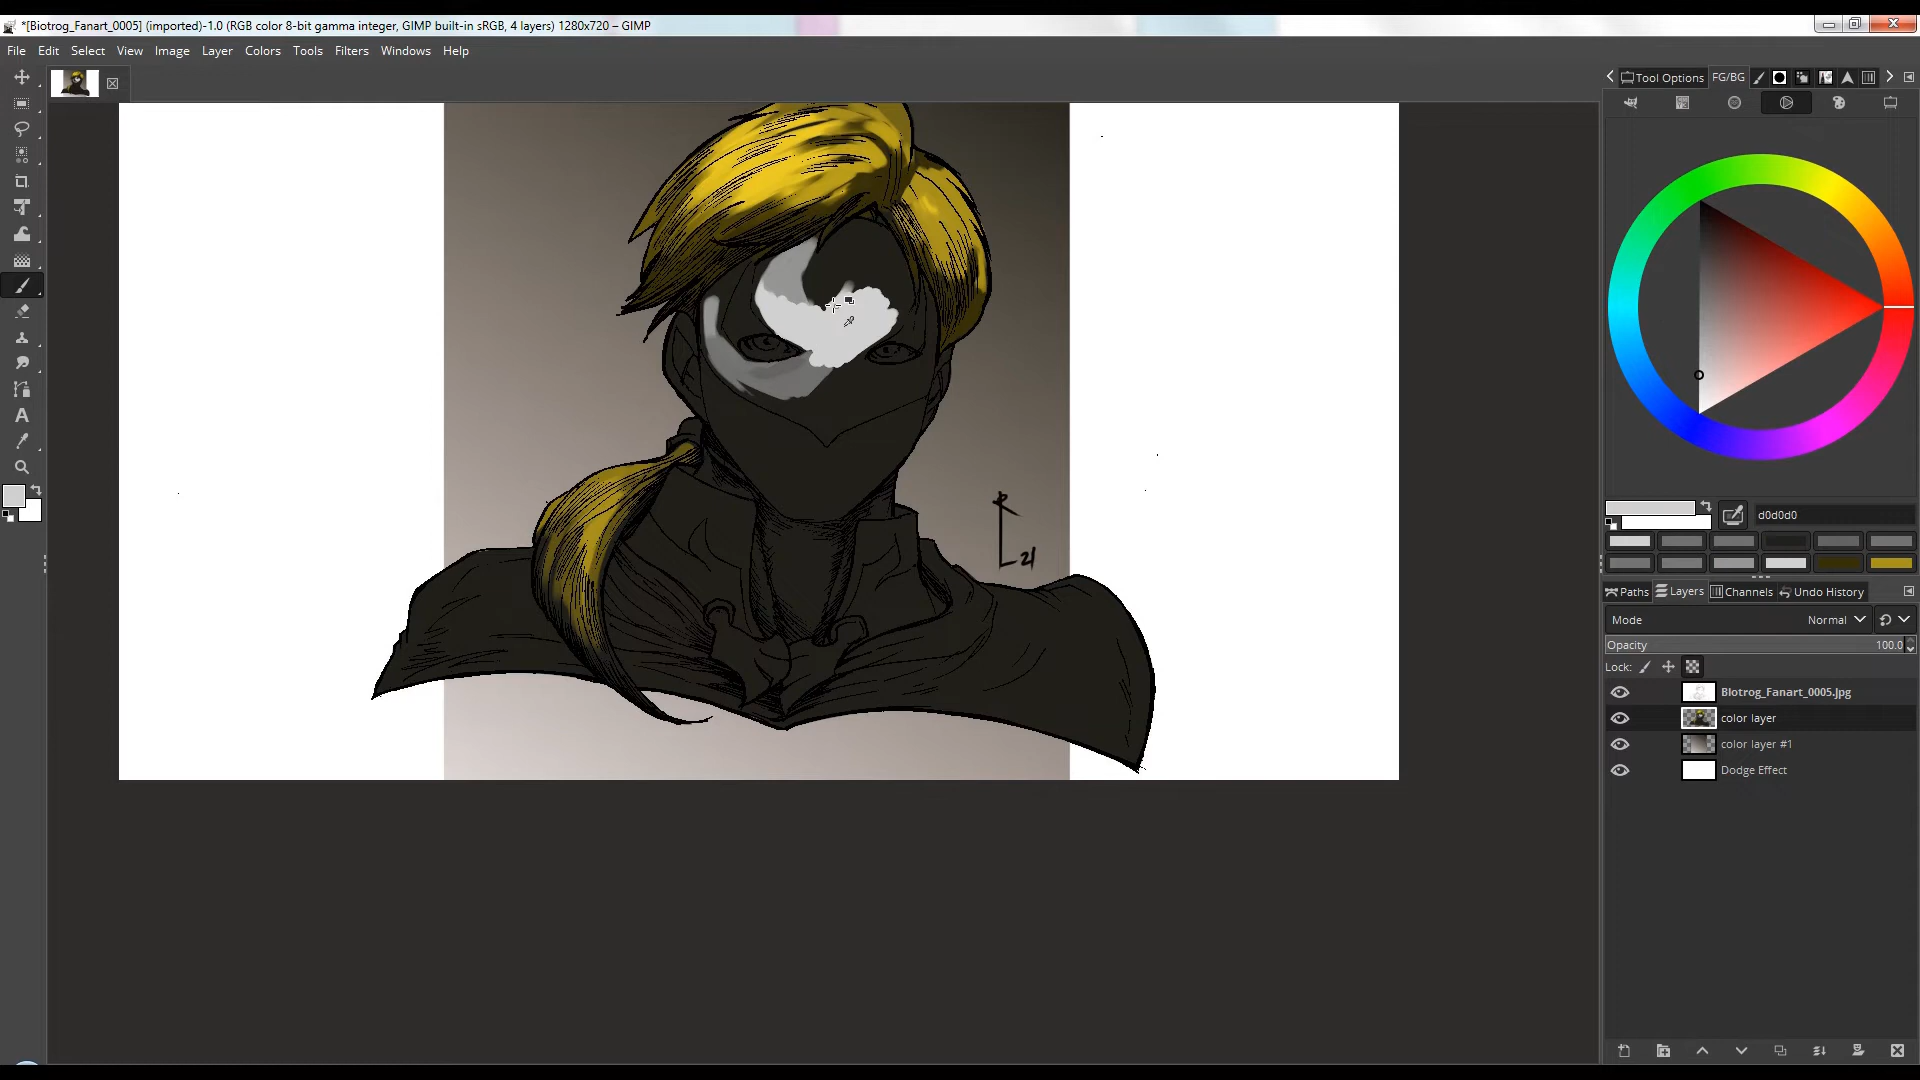 *[Biotrog_Fanart_0005] (imported)-1.0 (RGB color 8-bit gamma integer, GIMP built-in sRGB, 4 layers) 1280x720 – GIMP
File Edit Select View Image Layer Colors Tools Filters Windows Help
Tool Options FG/BG
d0d0d0
R
L 21
Paths Layers Channels Undo History
Mode Normal
Opacity 100.0
Lock:
Biotrog_Fanart_0005.jpg
color layer
color layer #1
Dodge Effect
A